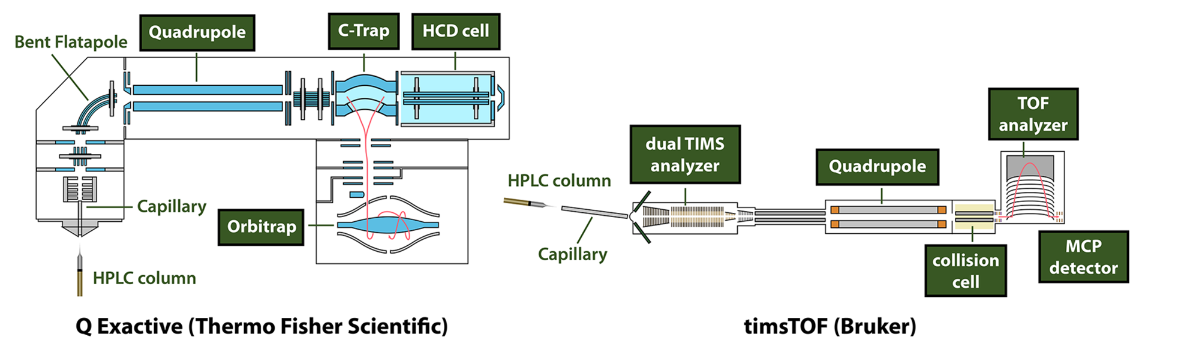 Bent Flatapole
Quadrupole
C-Trap
HCD cell
Capillary
Orbitrap
HPLC column
Q Exactive (Thermo Fisher Scientific)
HPLC column
Capillary
dual TIMS
analyzer
Quadrupole
TOF
analyzer
collision
cell
MCP
detector
timsTOF (Bruker)